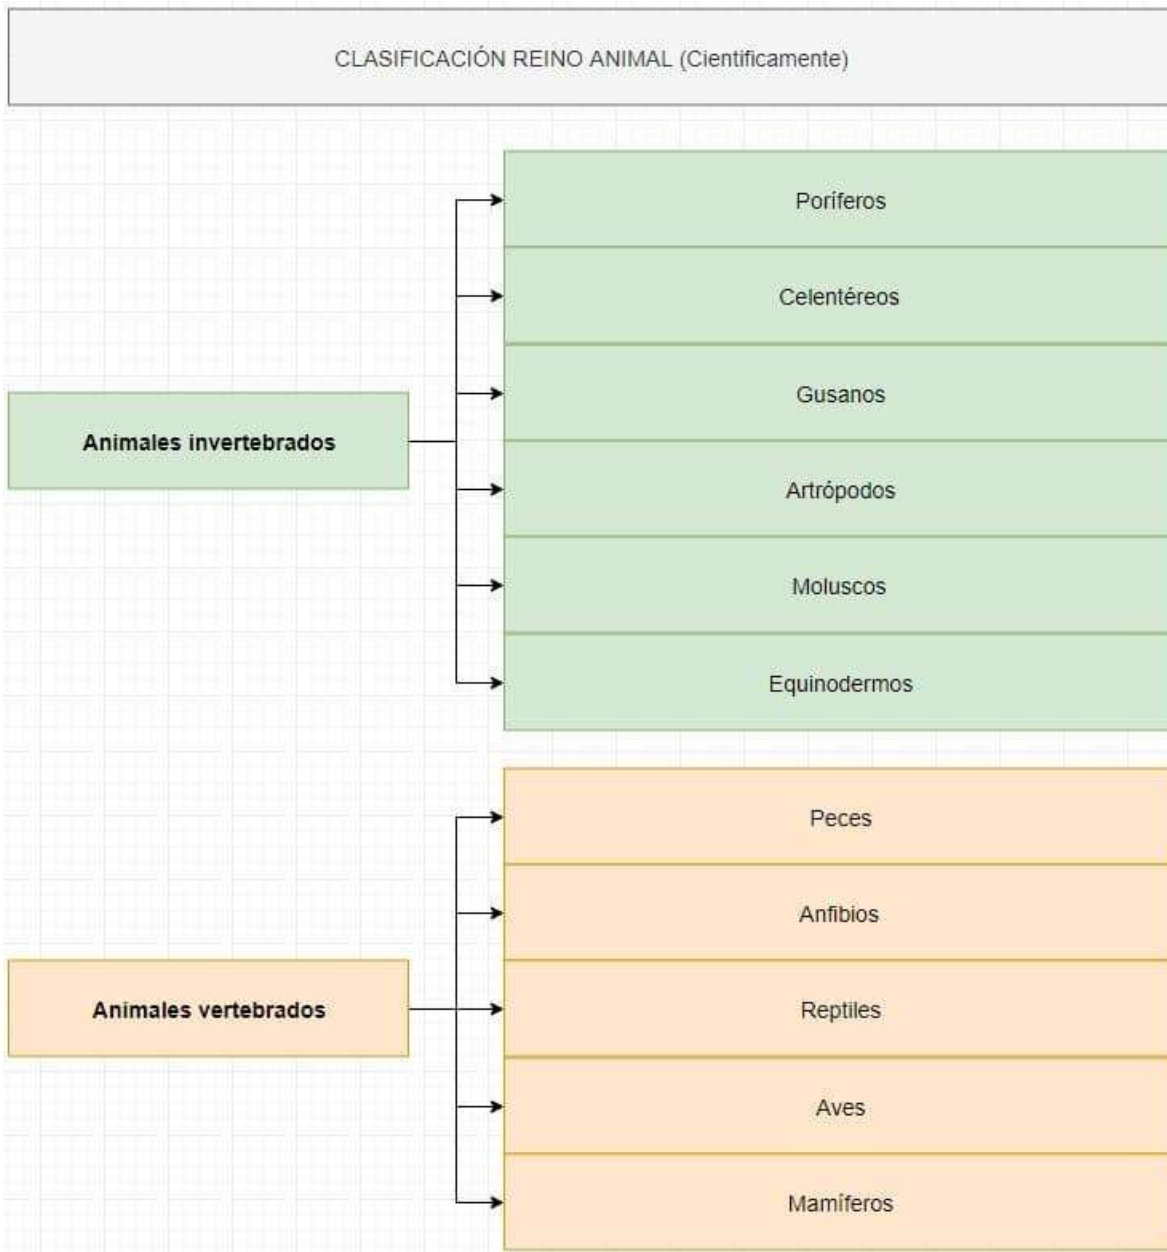 CLASIFICACIÓN REINO ANIMAL (Cientificamente)
Animales invertebrados
Poríferos
Celentéreos
Gusanos
Artrópodos
Moluscos
Equinodermos
Animales vertebrados
Peces
Anfibios
Reptiles
Aves
Mamíferos